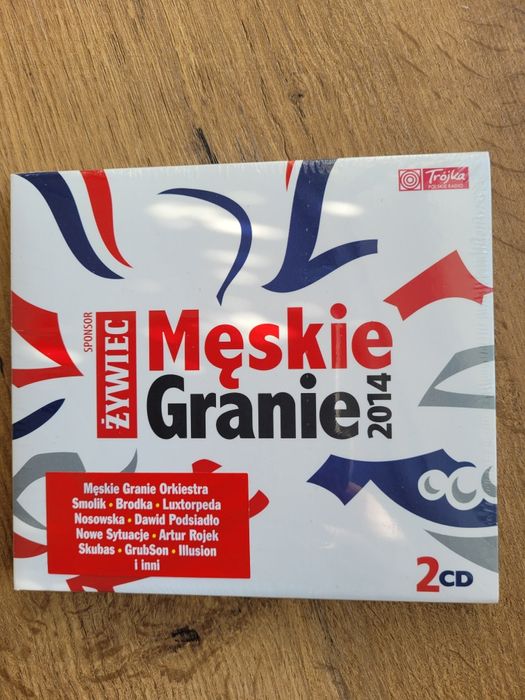 Trójka
POLSKIE RADIO
SPONSOR
ŻYWIEC
Męskie
Granie
2014
Męskie Granie Orkiestra
Smolik • Brodka • Luxtorpeda
Nosowska • Dawid Podsiadło
Nowe Sytuacje • Artur Rojek
Skubas • GrubSon • Illusion
i inni
2CD